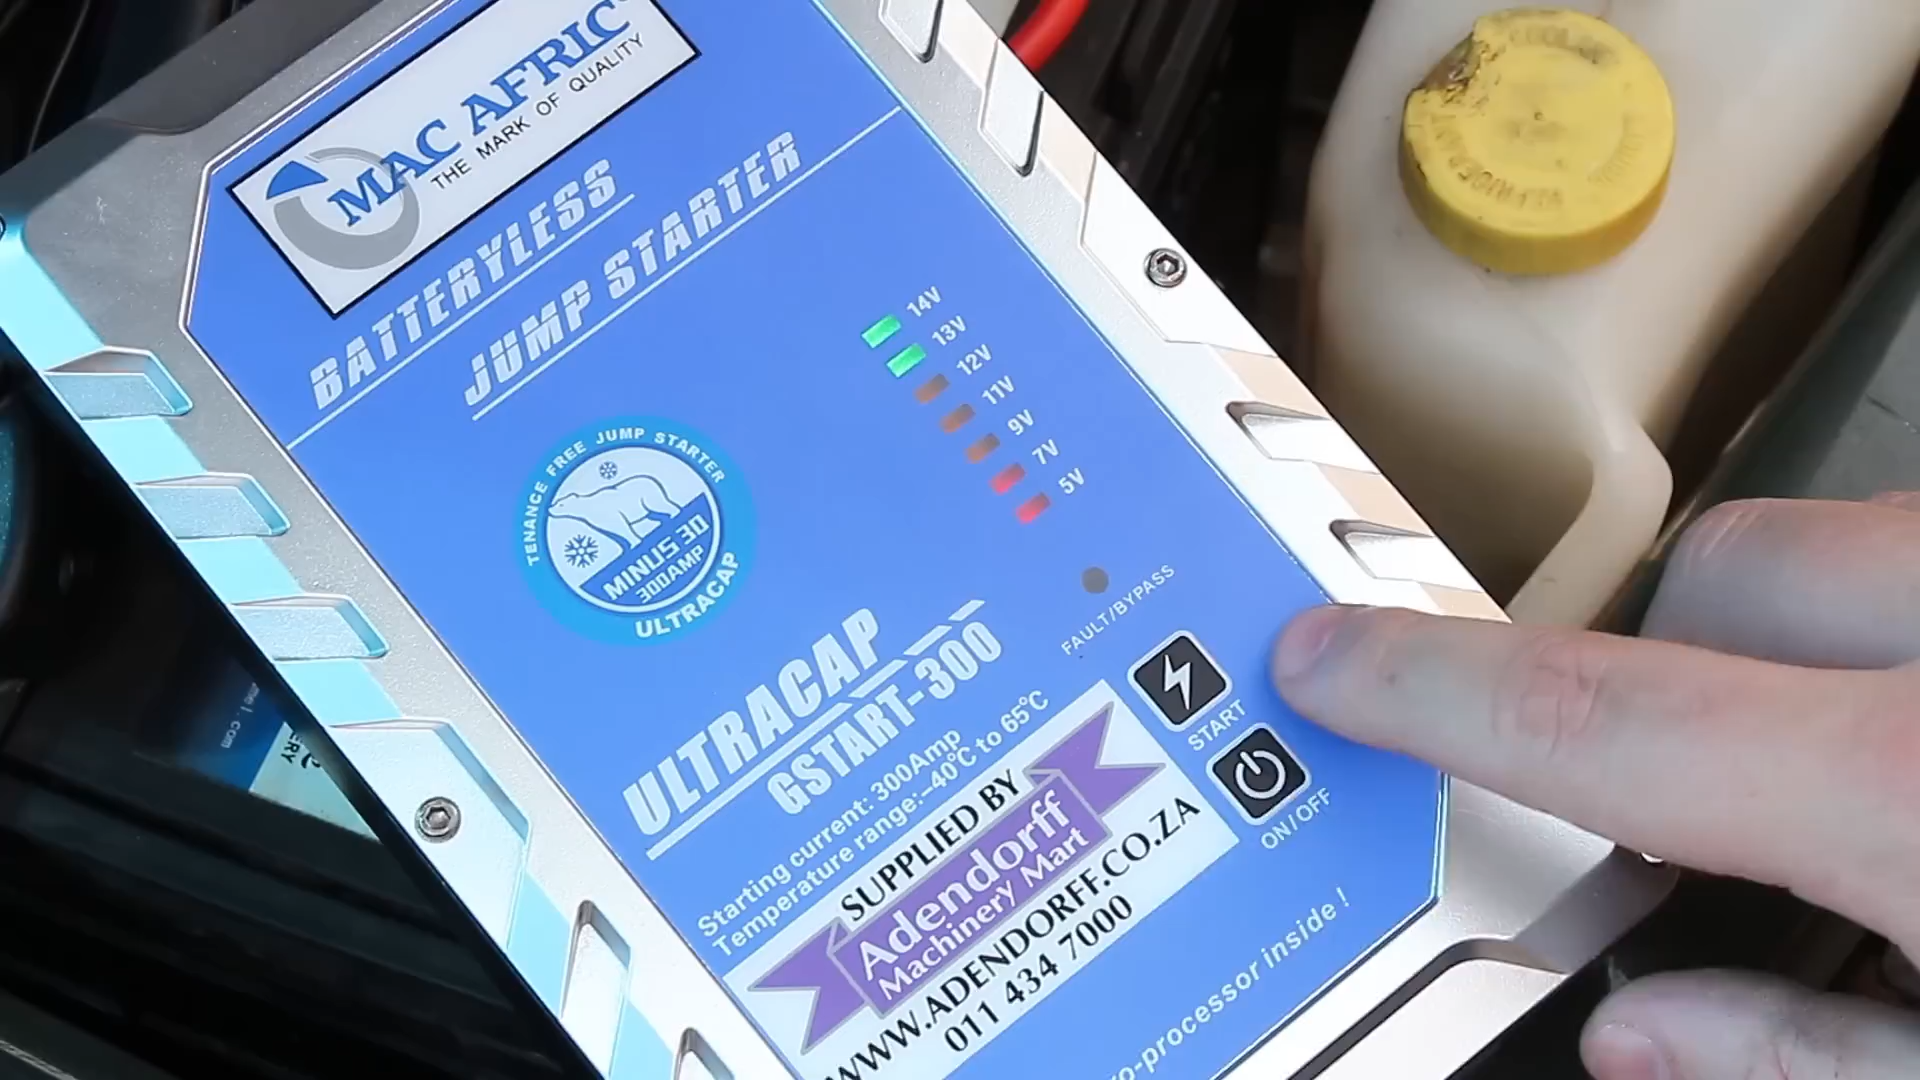 MAC AFRIC
THE MARK OF QUALITY
BATTERYLESS
JUMP STARTER
14V
13V
12V
11V
9V
7V
5V
TENANCE FREE JUMP STARTER
MINUS 30
300AMP
ULTRACAP
FAULT/BYPASS
START
ON/OFF
ULTRACAP
GSTART-300
Starting current: 300Amp
Temperature range:-40°C to 65°C
SUPPLIED BY
Adendorff
Machinery Mart
WWW.ADENDORFF.CO.ZA
011 434 7000
ro-processor inside !